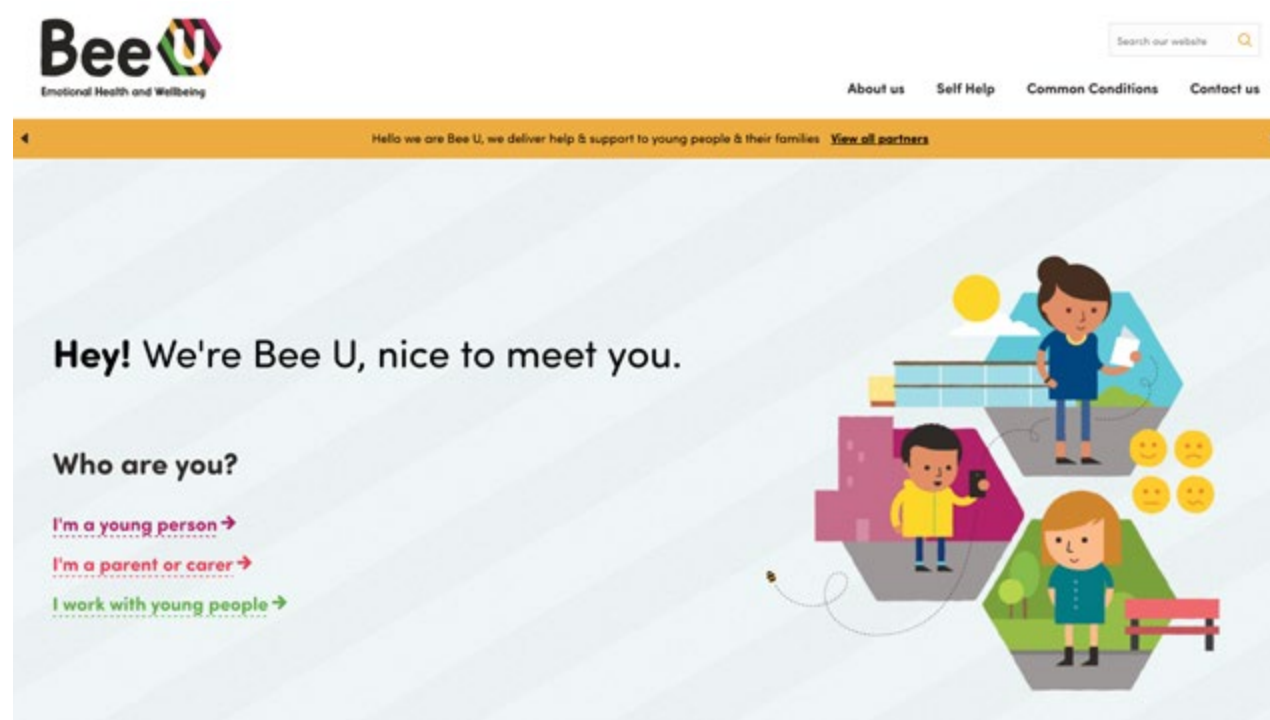 Bee U
Emotional Health and Wellbeing
Search our website
About us Self Help Common Conditions Contact us
Hello we are Bee U, we deliver help & support to young people & their families View all partners
Hey! We're Bee U, nice to meet you.
Who are you?
I'm a young person
I'm a parent or carer
I work with young people